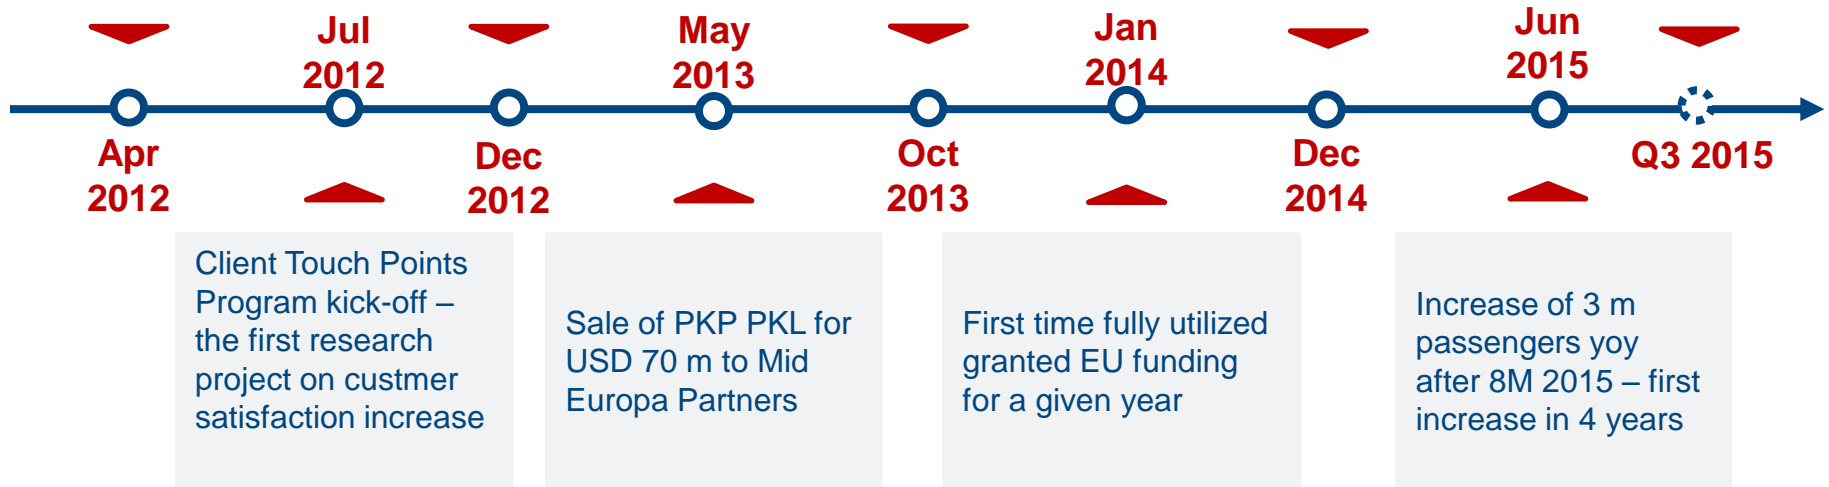 Jul
2012
May
2013
Jan
2014
Jun
2015
Apr
2012
Dec
2012
Oct
2013
Dec
2014
Q3 2015
Client Touch Points
Program kick-off –
the first research
project on custmer
satisfaction increase
Sale of PKP PKL for
USD 70 m to Mid
Europa Partners
First time fully utilized
granted EU funding
for a given year
Increase of 3 m
passengers yoy
after 8M 2015 – first
increase in 4 years